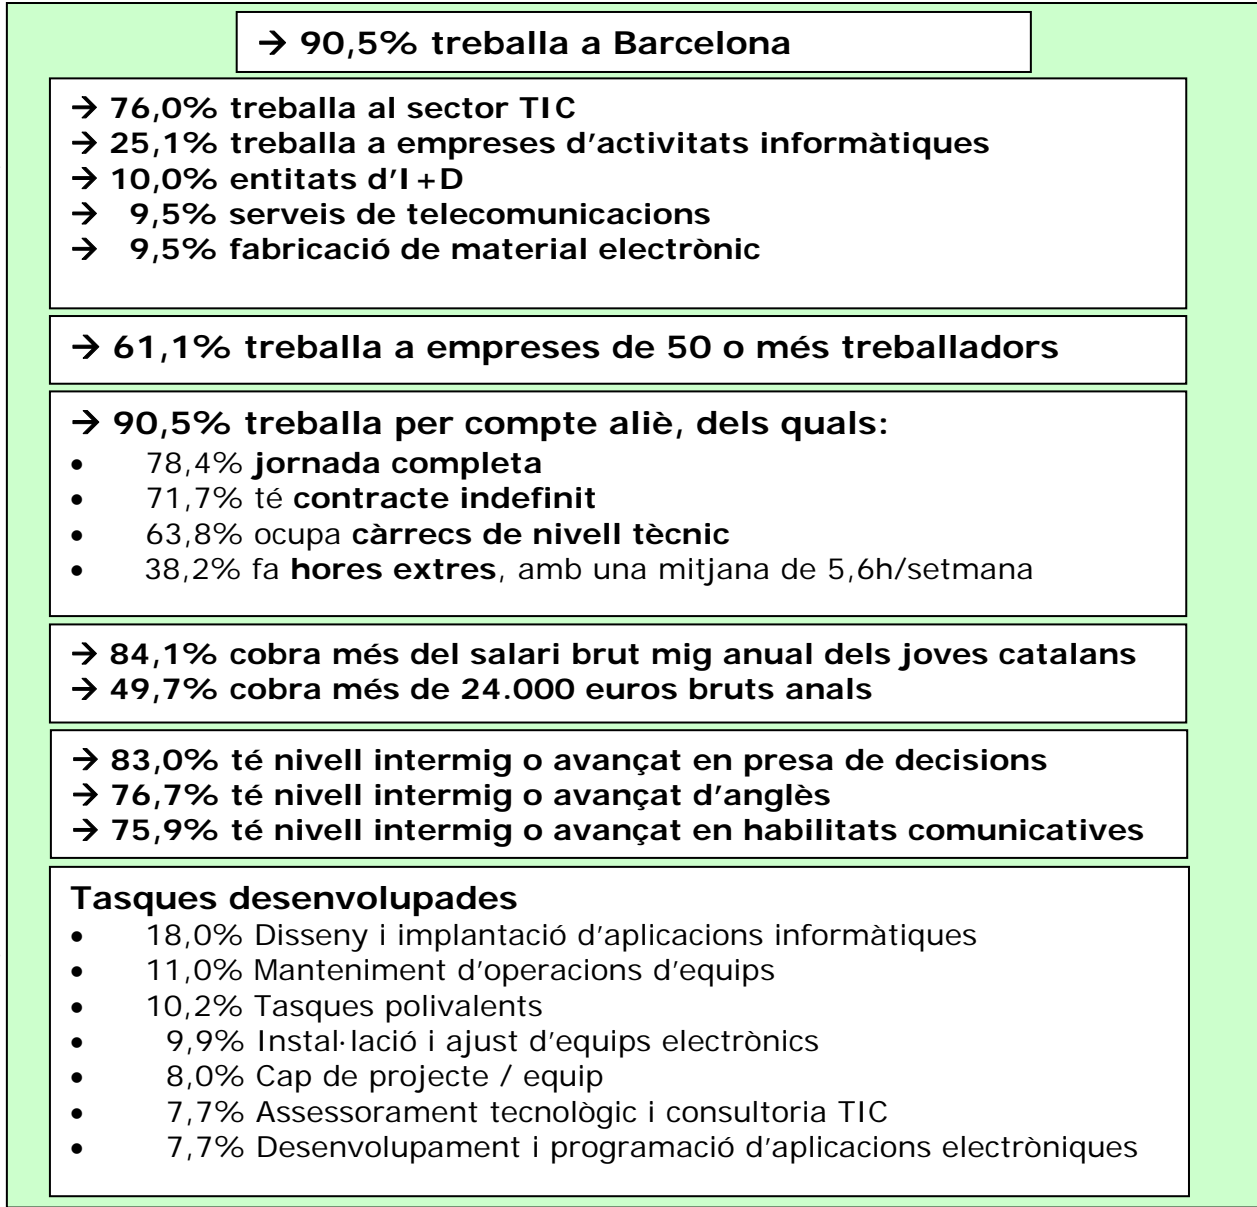 → 90,5% treballa a Barcelona
→ 76,0% treballa al sector TIC
→ 25,1% treballa a empreses d’activitats informàtiques
→ 10,0% entitats d’I+D
→ 9,5% serveis de telecomunicacions
→ 9,5% fabricació de material electrònic
→ 61,1% treballa a empreses de 50 o més treballadors
→ 90,5% treballa per compte aliè, dels quals:
• 78,4% jornada completa
• 71,7% té contracte indefinit
• 63,8% ocupa càrrecs de nivell tècnic
• 38,2% fa hores extres, amb una mitjana de 5,6h/setmana
→ 84,1% cobra més del salari brut mig anual dels joves catalans
→ 49,7% cobra més de 24.000 euros bruts anals
→ 83,0% té nivell intermig o avançat en presa de decisions
→ 76,7% té nivell intermig o avançat d’anglès
→ 75,9% té nivell intermig o avançat en habilitats comunicatives
Tasques desenvolupades
• 18,0% Disseny i implantació d’aplicacions informàtiques
• 11,0% Manteniment d’operacions d’equips
• 10,2% Tasques polivalents
• 9,9% Instal·lació i ajust d’equips electrònics
• 8,0% Cap de projecte / equip
• 7,7% Assessorament tecnològic i consultoria TIC
• 7,7% Desenvolupament i programació d’aplicacions electròniques